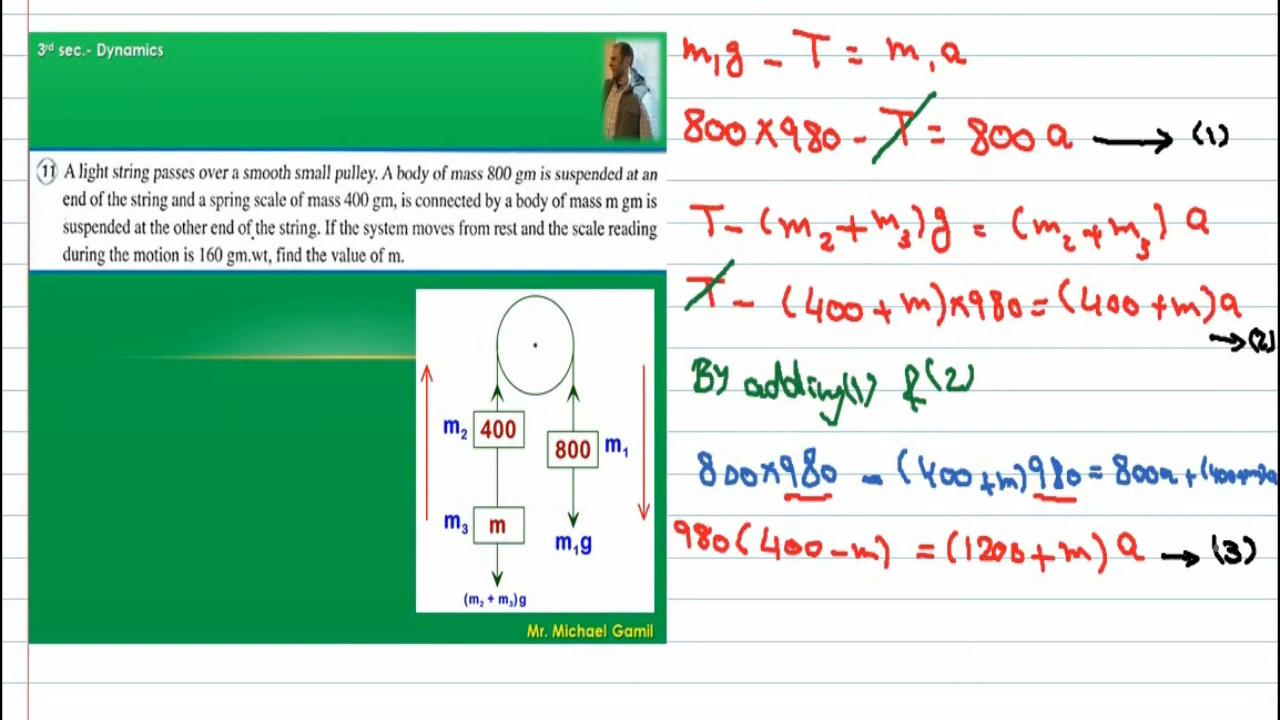 3rd sec.- Dynamics
11 A light string passes over a smooth small pulley. A body of mass 800 gm is suspended at an
end of the string and a spring scale of mass 400 gm, is connected by a body of mass m gm is
suspended at the other end of the string. If the system moves from rest and the scale reading
during the motion is 160 gm.wt, find the value of m.
m₂ 400
800 m₁
m₃ m
m₁g
(m₂ + m₃)g
Mr. Michael Gamil
m₁g - T = m₁a
800×980 - T = 800a → (1)
T - (m₂+m₃)g = (m₂+m₃) a
T - (400+m)×980 = (400+m)a
→ (2)
By adding (1) & (2)
800×980 - (400+m)980 = 800a + (400+m)a
980(400-m) = (1200+m) a → (3)